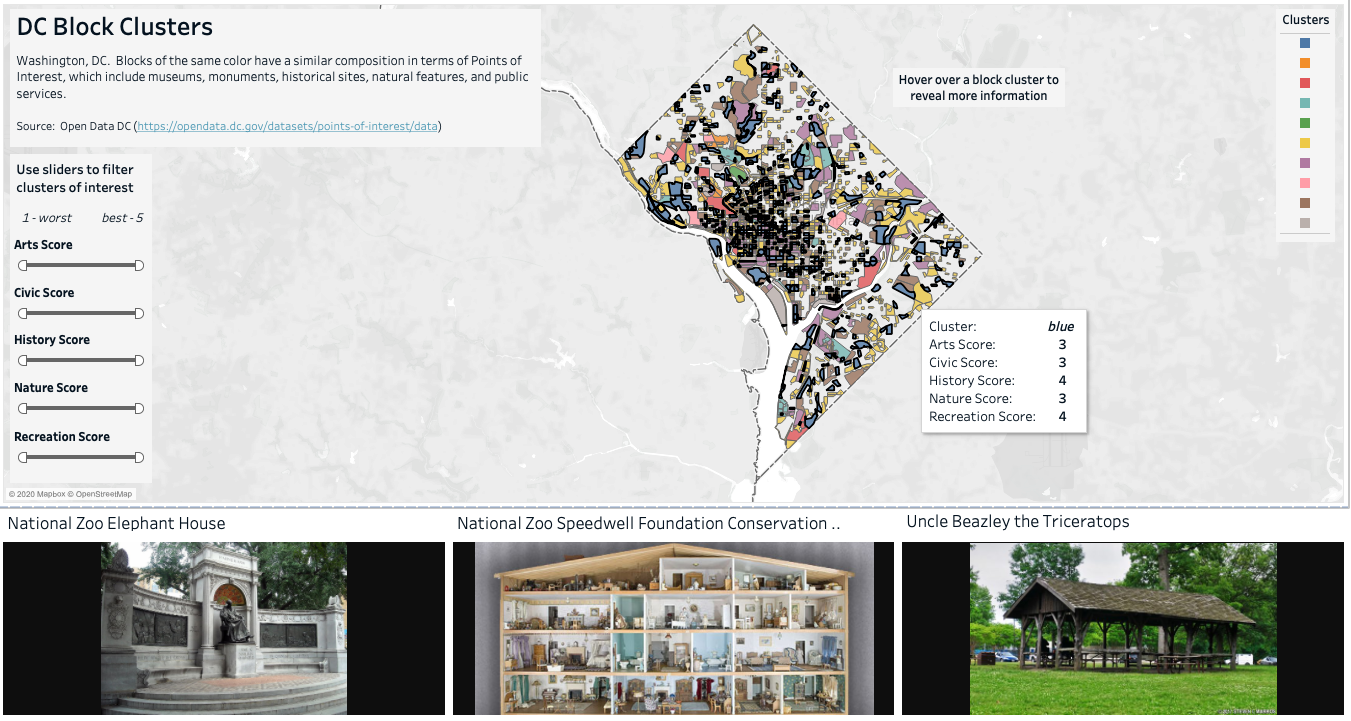 DC Block Clusters
Washington, DC. Blocks of the same color have a similar composition in terms of Points of
Interest, which include museums, monuments, historical sites, natural features, and public
services.
Source: Open Data DC (https://opendata.dc.gov/datasets/points-of-interest/data)
Use sliders to filter
clusters of interest
1 - worst best - 5
Arts Score
Civic Score
History Score
Nature Score
Recreation Score
© 2020 Mapbox © OpenStreetMap
Hover over a block cluster to
reveal more information
Clusters
Cluster: blue
Arts Score: 3
Civic Score: 3
History Score: 4
Nature Score: 3
Recreation Score: 4
National Zoo Elephant House
National Zoo Speedwell Foundation Conservation ..
Uncle Beazley the Triceratops